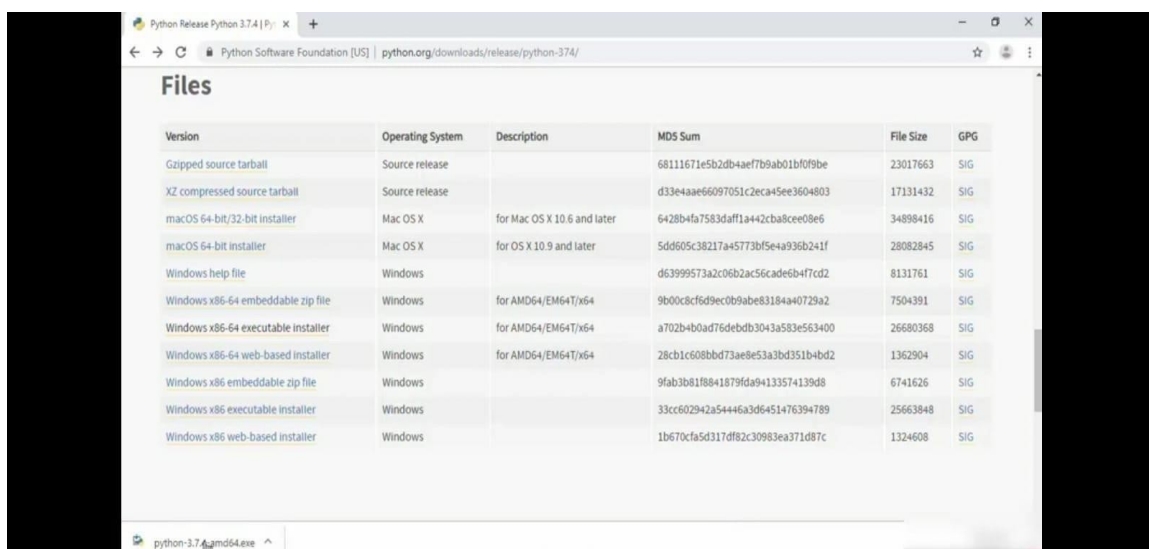 Python Release Python 3.7.4 | Py
Python Software Foundation [US] | python.org/downloads/release/python-374/
Files
Version Operating System Description MD5 Sum File Size GPG
Gzipped source tarball Source release 68111671e5b2db4aef7b9ab01bf0f9be 23017663 SIG
XZ compressed source tarball Source release d33e4aae66097051c2eca45ee3604803 17131432 SIG
macOS 64-bit/32-bit installer Mac OS X for Mac OS X 10.6 and later 6428b4fa7583daff1a442cba8cee08e6 34898416 SIG
macOS 64-bit installer Mac OS X for OS X 10.9 and later 5dd605c38217a45773bf5e4a936b241f 28082845 SIG
Windows help file Windows d63999573a2c06b2ac56cade6b4f7cd2 8131761 SIG
Windows x86-64 embeddable zip file Windows for AMD64/EM64T/x64 9b00c8cf6d9ec0b9abe83184a40729a2 7504391 SIG
Windows x86-64 executable installer Windows for AMD64/EM64T/x64 a702b4b0ad76debdb3043a583e563400 26680368 SIG
Windows x86-64 web-based installer Windows for AMD64/EM64T/x64 28cb1c608bbd73ae8e53a3bd351b4bd2 1362904 SIG
Windows x86 embeddable zip file Windows 9fab3b81f8841879fda94133574139d8 6741626 SIG
Windows x86 executable installer Windows 33cc602942a54446a3d6451476394789 25663848 SIG
Windows x86 web-based installer Windows 1b670cfa5d317df82c30983ea371d87c 1324608 SIG
python-3.7.4-amd64.exe